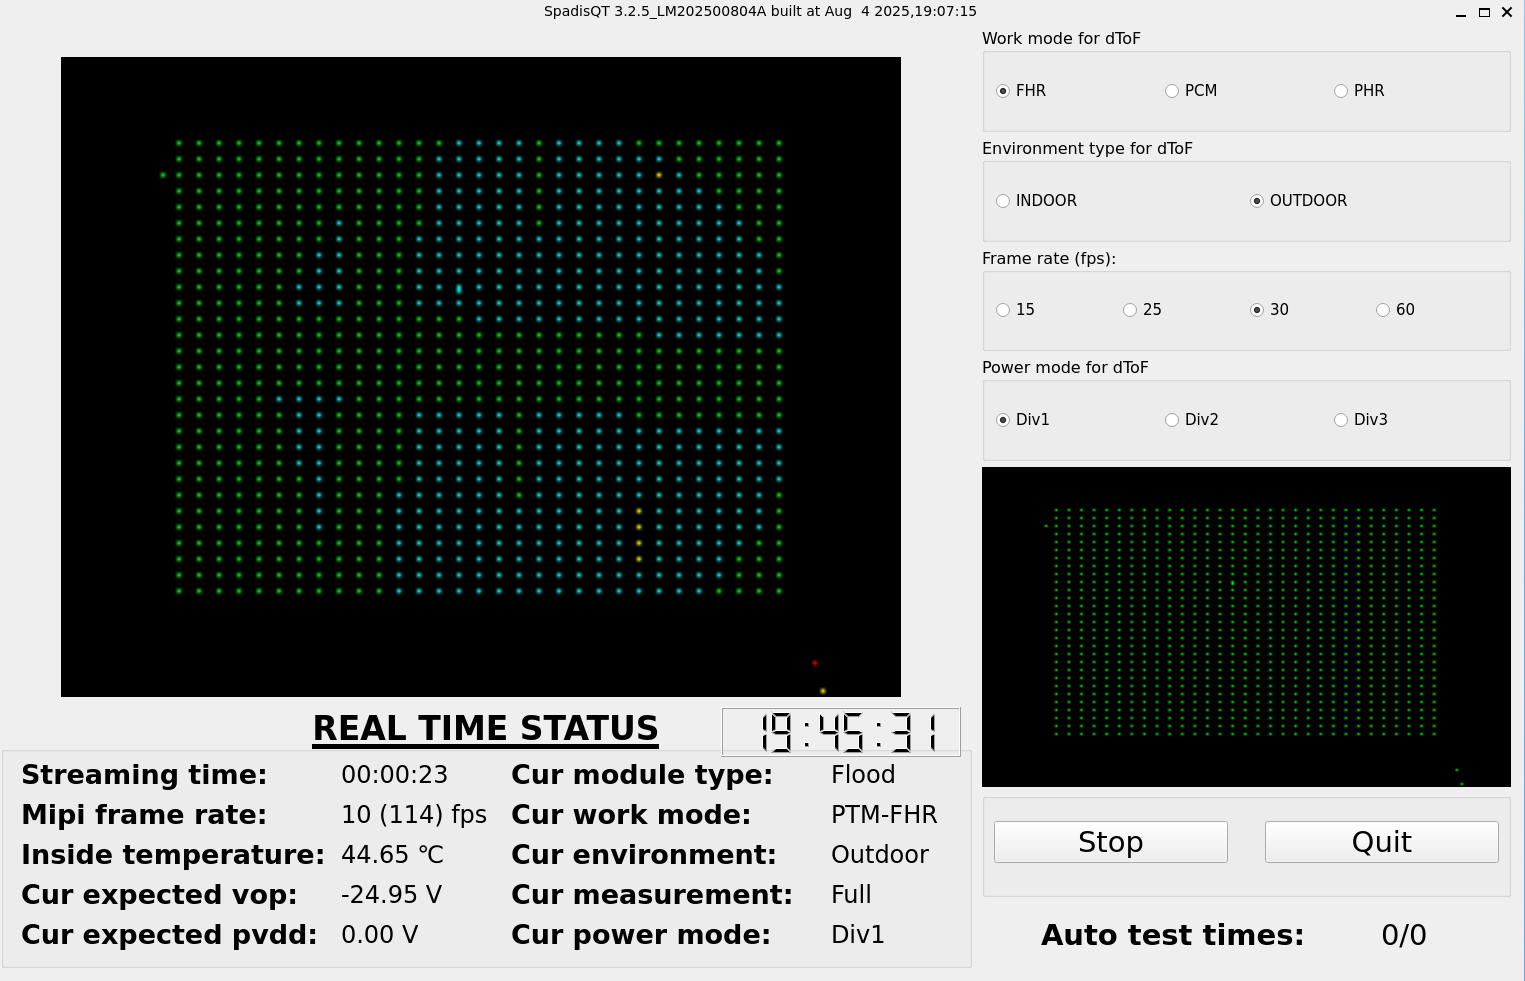 SpadisQT 3.2.5_LM202500804A built at Aug  4 2025,19:07:15
Work mode for dToF
FHR PCM PHR
Environment type for dToF
INDOOR OUTDOOR
Frame rate (fps):
15 25 30 60
Power mode for dToF
Div1 Div2 Div3
REAL TIME STATUS 19:45:31
Streaming time: 00:00:23 Cur module type: Flood
Mipi frame rate: 10 (114) fps Cur work mode: PTM-FHR
Inside temperature: 44.65 ℃ Cur environment: Outdoor
Cur expected vop: -24.95 V Cur measurement: Full
Cur expected pvdd: 0.00 V Cur power mode: Div1
Stop Quit
Auto test times: 0/0